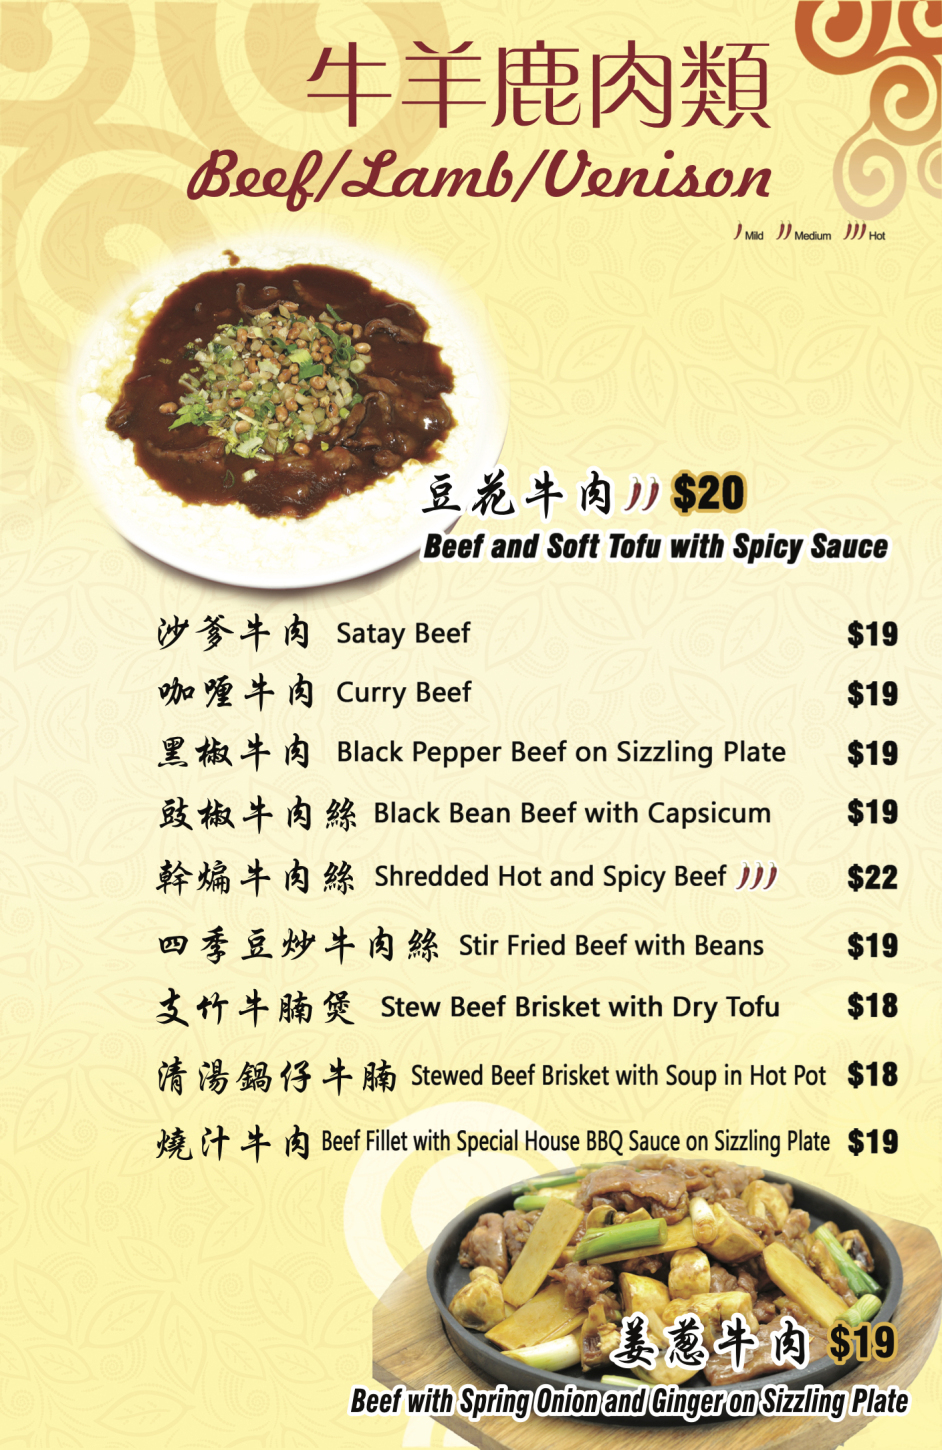 牛羊鹿肉類
Beef/Lamb/Venison
Mild Medium Hot
豆花牛肉 $20
Beef and Soft Tofu with Spicy Sauce
沙爹牛肉 Satay Beef $19
咖喱牛肉 Curry Beef $19
黑椒牛肉 Black Pepper Beef on Sizzling Plate $19
豉椒牛肉絲 Black Bean Beef with Capsicum $19
幹煸牛肉絲 Shredded Hot and Spicy Beef $22
四季豆炒牛肉絲 Stir Fried Beef with Beans $19
支竹牛腩煲 Stew Beef Brisket with Dry Tofu $18
清湯鍋仔牛腩 Stewed Beef Brisket with Soup in Hot Pot $18
燒汁牛肉 Beef Fillet with Special House BBQ Sauce on Sizzling Plate $19
姜蔥牛肉 $19
Beef with Spring Onion and Ginger on Sizzling Plate